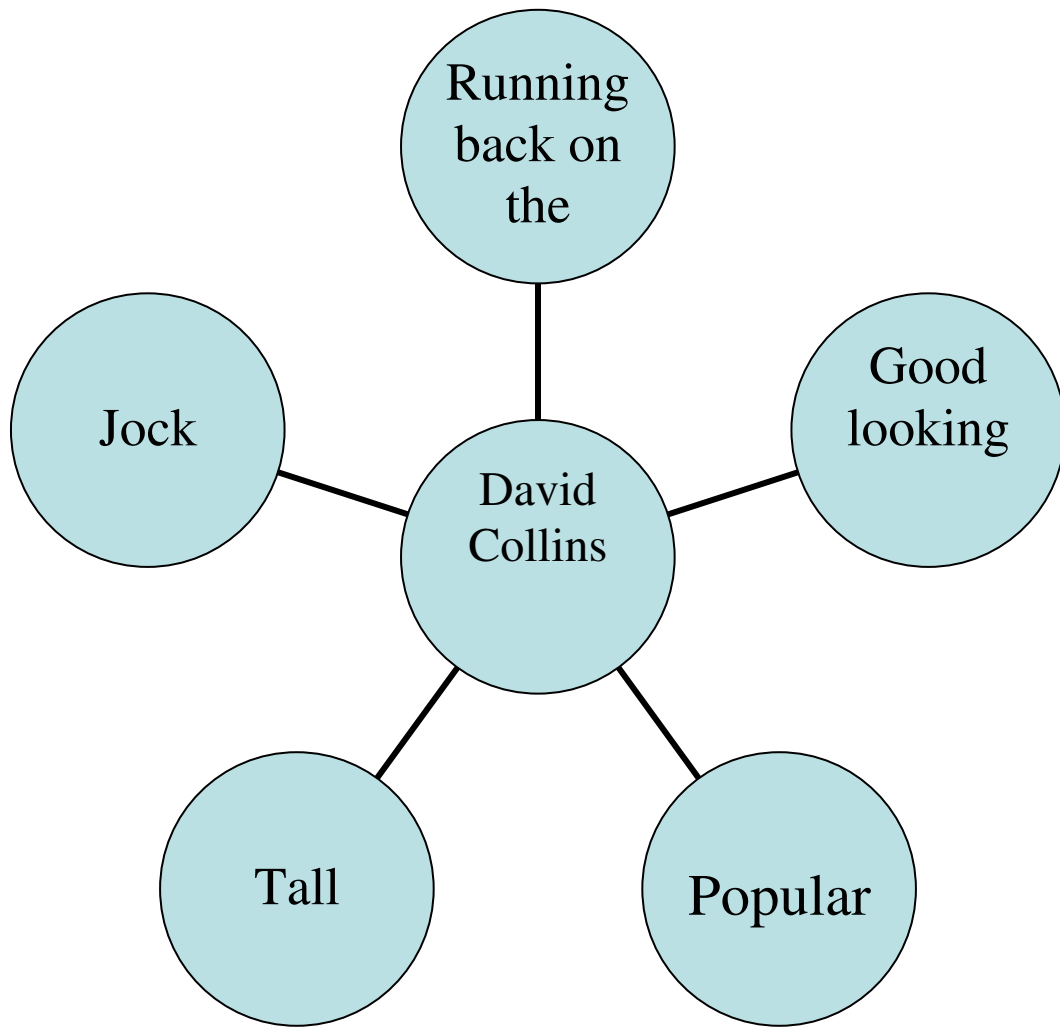 Running
back on
the
Good
looking
Jock
David
Collins
Tall
Popular